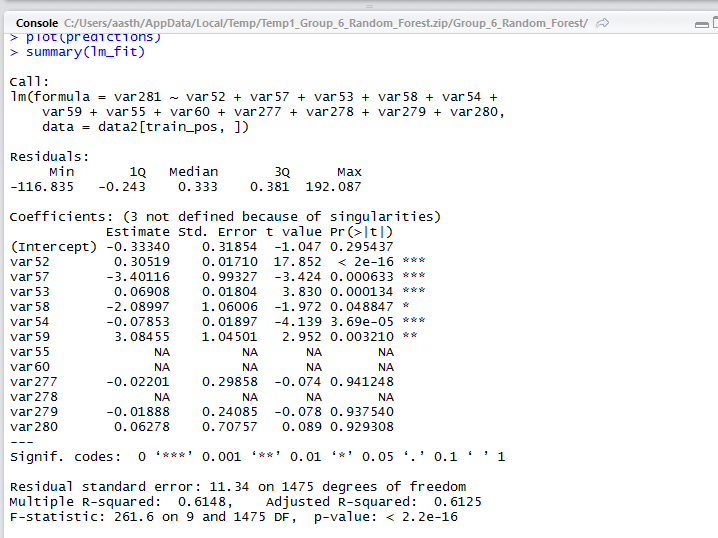 Console C:/Users/aasth/AppData/Local/Temp/Temp1_Group_6_Random_Forest.zip/Group_6_Random_Forest/
> plot(predictions)
> summary(lm_fit)
Call:
lm(formula = var281 ~ var52 + var57 + var53 + var58 + var54 +
    var59 + var55 + var60 + var277 + var278 + var279 + var280,
    data = data2[train_pos, ])
Residuals:
     Min       1Q   Median       3Q      Max
-116.835   -0.243    0.333    0.381  192.087
Coefficients: (3 not defined because of singularities)
            Estimate Std. Error t value Pr(>|t|)
(Intercept) -0.33340    0.31854  -1.047 0.295437
var52        0.30519    0.01710  17.852  < 2e-16 ***
var57       -3.40116    0.99327  -3.424 0.000633 ***
var53        0.06908    0.01804   3.830 0.000134 ***
var58       -2.08997    1.06006  -1.972 0.048847 *
var54       -0.07853    0.01897  -4.139 3.69e-05 ***
var59        3.08455    1.04501   2.952 0.003210 **
var55             NA         NA      NA       NA
var60             NA         NA      NA       NA
var277      -0.02201    0.29858  -0.074 0.941248
var278            NA         NA      NA       NA
var279      -0.01888    0.24085  -0.078 0.937540
var280       0.06278    0.70757   0.089 0.929308
---
Signif. codes:  0 ‘***’ 0.001 ‘**’ 0.01 ‘*’ 0.05 ‘.’ 0.1 ‘ ’ 1
Residual standard error: 11.34 on 1475 degrees of freedom
Multiple R-squared:  0.6148,    Adjusted R-squared:  0.6125
F-statistic: 261.6 on 9 and 1475 DF,  p-value: < 2.2e-16